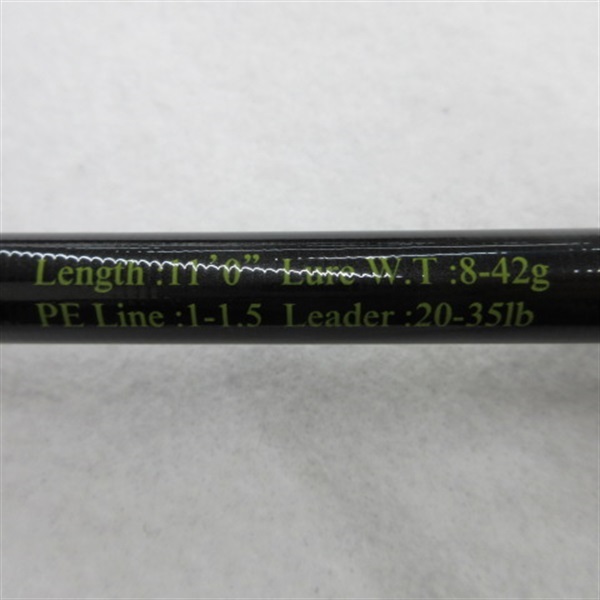 Length :11'0" Lure W.T :8-42g
PE Line :1-1.5 Leader :20-35lb